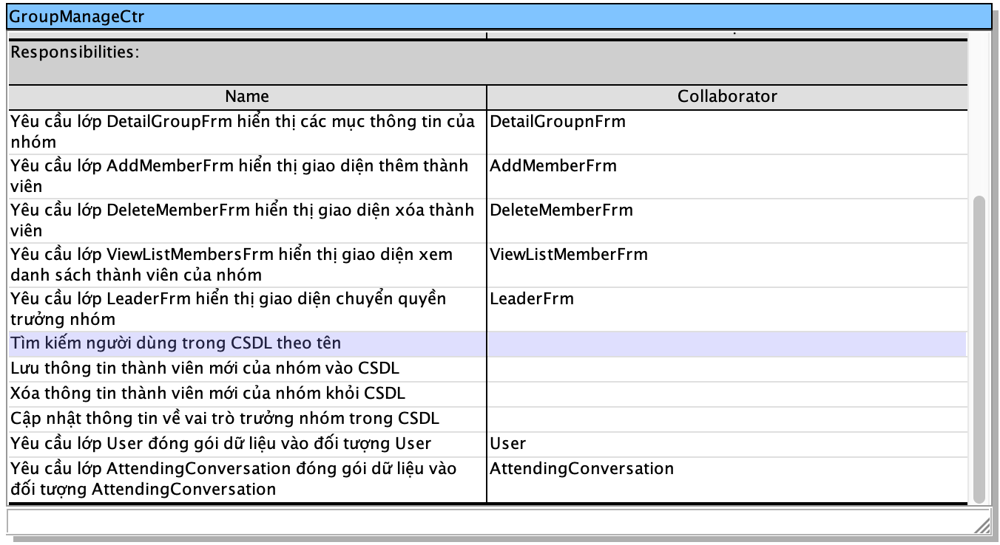 GroupManageCtr
Responsibilities:
Name Collaborator
Yêu cầu lớp DetailGroupFrm hiển thị các mục thông tin của DetailGroupnFrm
nhóm
Yêu cầu lớp AddMemberFrm hiển thị giao diện thêm thành AddMemberFrm
viên
Yêu cầu lớp DeleteMemberFrm hiển thị giao diện xóa thành DeleteMemberFrm
viên
Yêu cầu lớp ViewListMembersFrm hiển thị giao diện xem ViewListMemberFrm
danh sách thành viên của nhóm
Yêu cầu lớp LeaderFrm hiển thị giao diện chuyển quyền LeaderFrm
trưởng nhóm
Tìm kiếm người dùng trong CSDL theo tên
Lưu thông tin thành viên mới của nhóm vào CSDL
Xóa thông tin thành viên mới của nhóm khỏi CSDL
Cập nhật thông tin về vai trò trưởng nhóm trong CSDL
Yêu cầu lớp User đóng gói dữ liệu vào đối tượng User User
Yêu cầu lớp AttendingConversation đóng gói dữ liệu vào AttendingConversation
đối tượng AttendingConversation